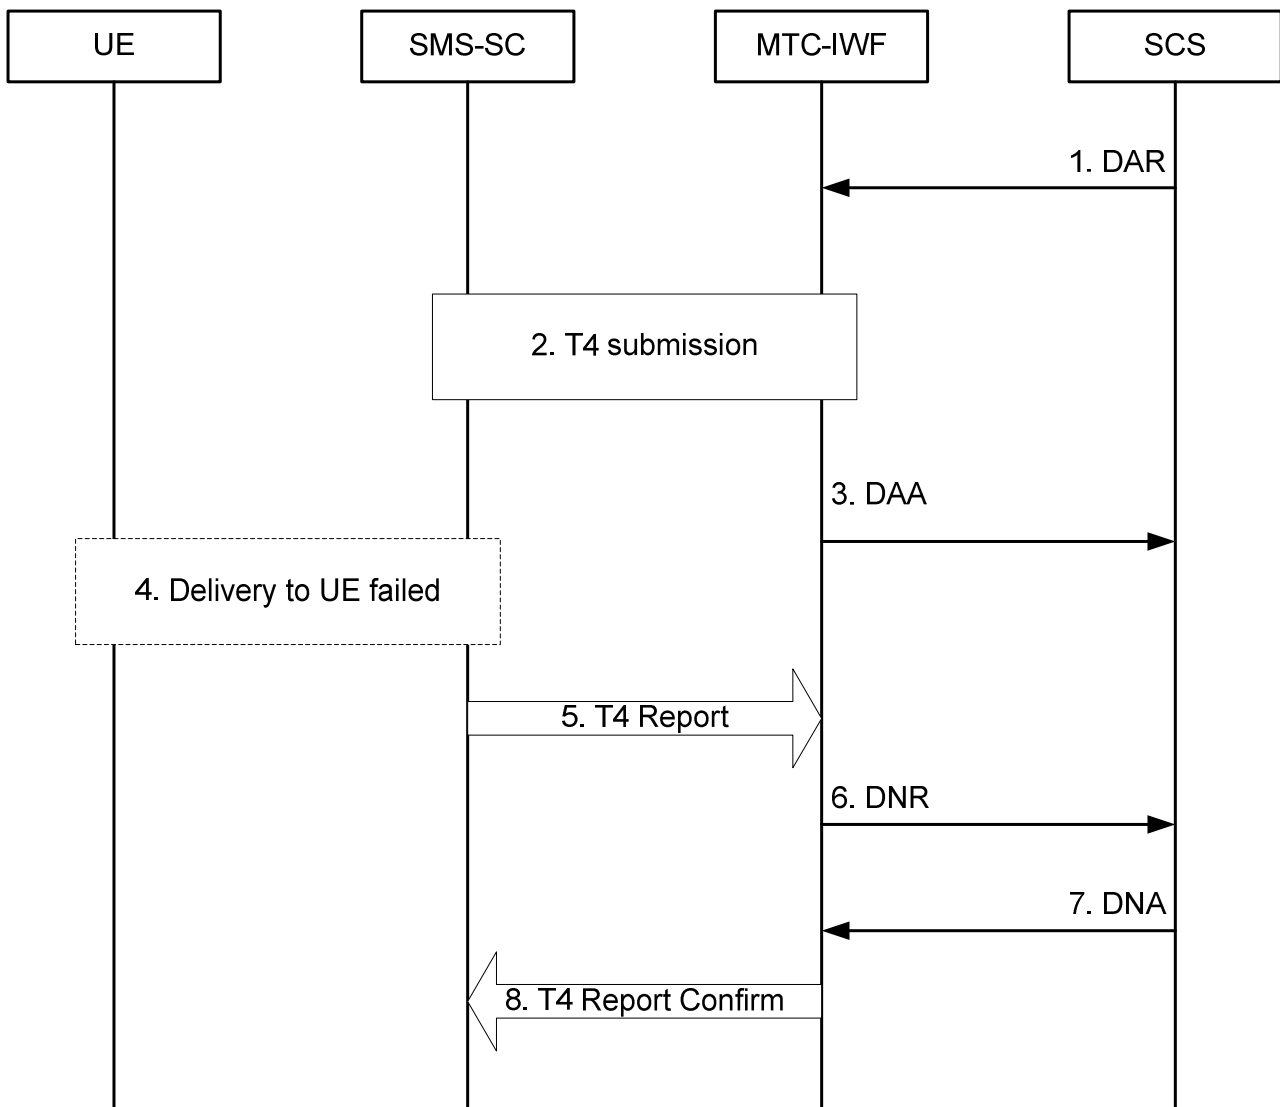 UE
SMS-SC
MTC-IWF
SCS
1. DAR
2. T4 submission
3. DAA
4. Delivery to UE failed
5. T4 Report
6. DNR
7. DNA
8. T4 Report Confirm